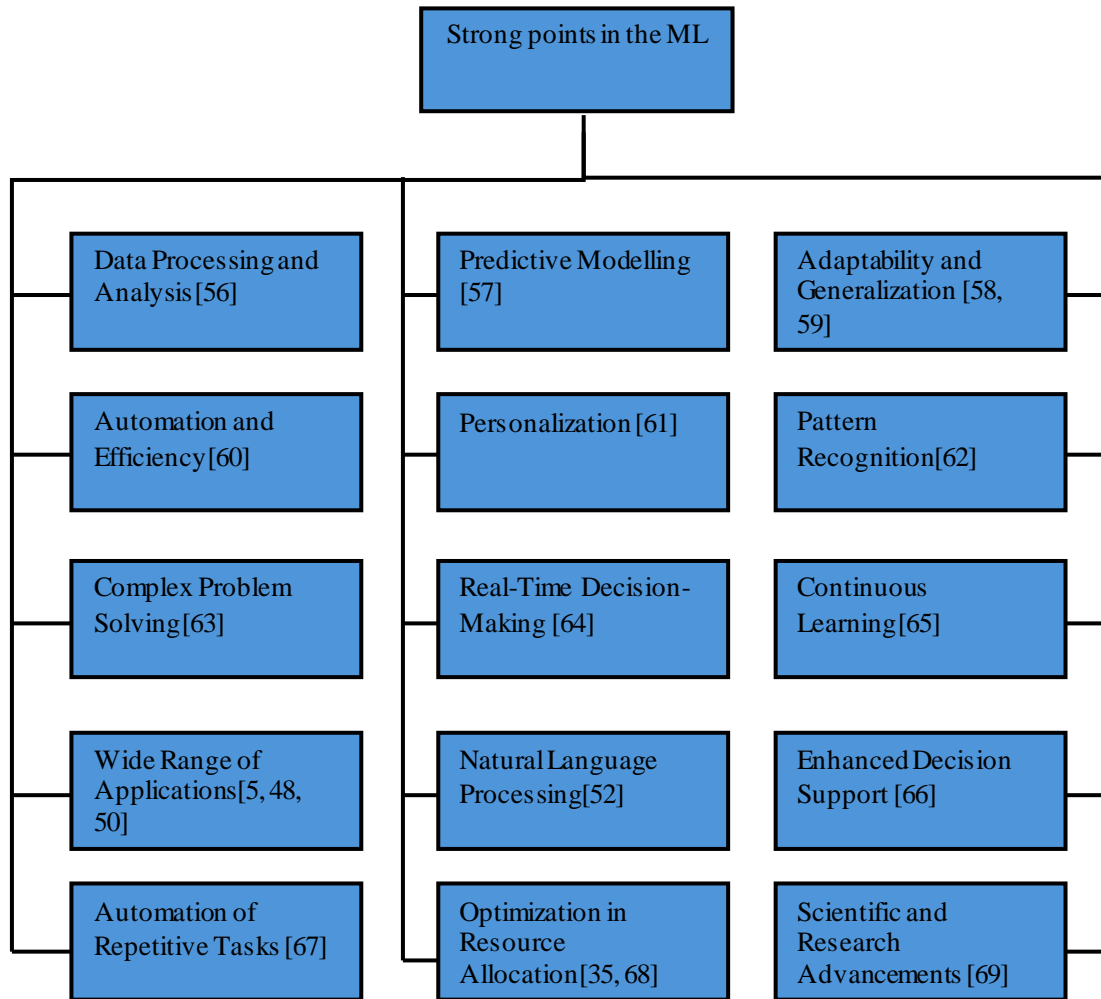 Strong points in the ML
Data Processing and
Analysis[56]
Predictive Modelling
[57]
Adaptability and
Generalization [58,
59]
Automation and
Efficiency[60]
Personalization [61]
Pattern
Recognition[62]
Complex Problem
Solving[63]
Real-Time Decision-
Making [64]
Continuous
Learning[65]
Wide Range of
Applications[5, 48,
50]
Natural Language
Processing[52]
Enhanced Decision
Support [66]
Automation of
Repetitive Tasks [67]
Optimization in
Resource
Allocation[35, 68]
Scientific and
Research
Advancements [69]